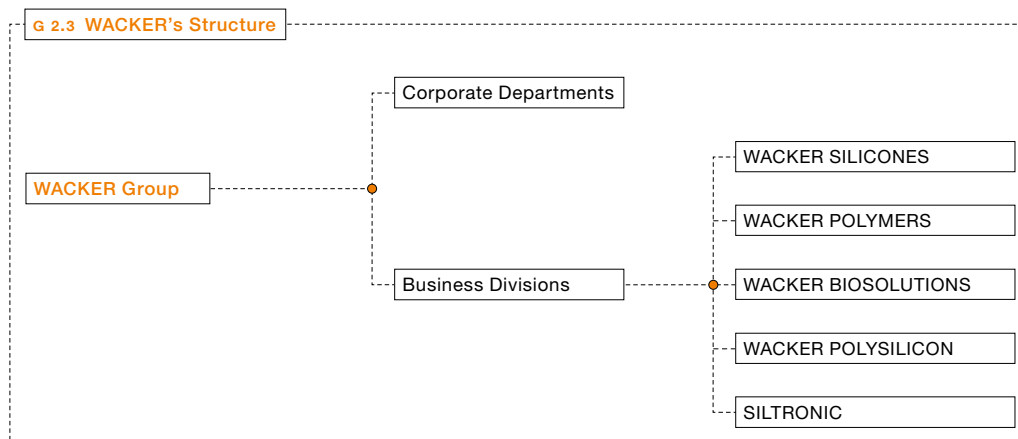 G 2.3 WACKER's Structure
Corporate Departments
WACKER SILICONES
WACKER Group
WACKER POLYMERS
Business Divisions
WACKER BIOSOLUTIONS
WACKER POLYSILICON
SILTRONIC